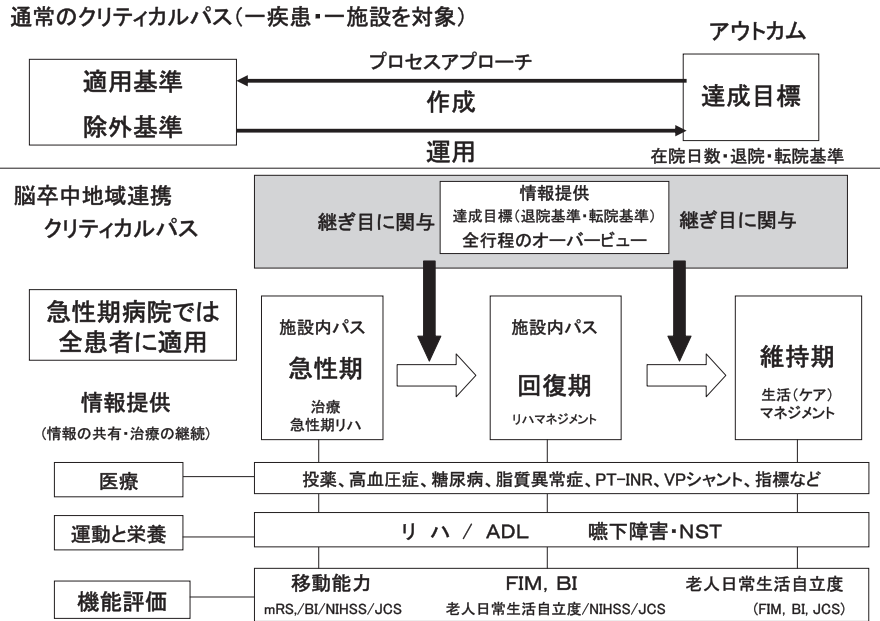 通常のクリティカルパス(一疾患・一施設を対象)
アウトカム
適用基準
除外基準
プロセスアプローチ
作成
運用
達成目標
在院日数・退院・転院基準
脳卒中地域連携
クリティカルパス
継ぎ目に関与
情報提供
達成目標(退院基準・転院基準)
全行程のオーバービュー
継ぎ目に関与
急性期病院では
全患者に適用
施設内パス
急性期
治療
急性期リハ
施設内パス
回復期
リハマネジメント
維持期
生活(ケア)
マネジメント
情報提供
(情報の共有・治療の継続)
医療
投薬、高血圧症、糖尿病、脂質異常症、PT-INR、VPシャント、指標など
運動と栄養
リ ハ / ADL 嚥下障害・NST
機能評価
移動能力 FIM, BI 老人日常生活自立度
mRS,/BI/NIHSS/JCS 老人日常生活自立度/NIHSS/JCS (FIM, BI, JCS)